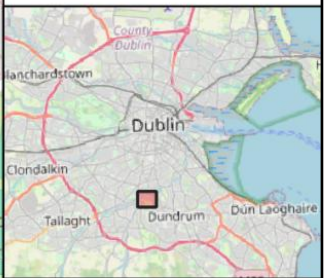 County
Dublin
Blanchardstown
Dublin
Clondalkin
Tallaght
Dundrum
Dún Laoghaire